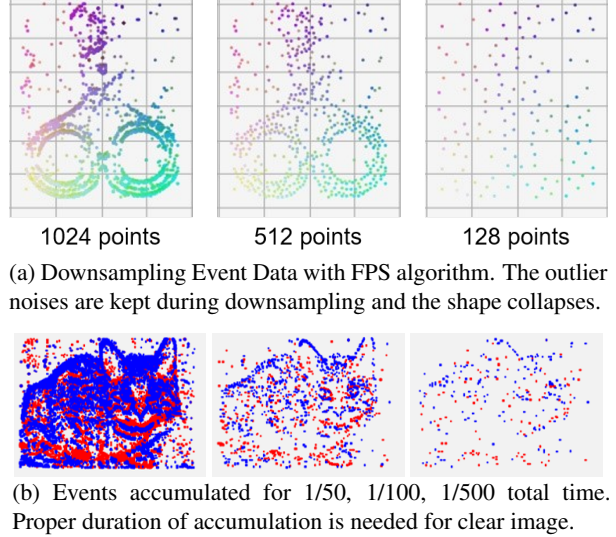 1024 points
512 points
128 points
(a) Downsampling Event Data with FPS algorithm. The outlier
noises are kept during downsampling and the shape collapses.
(b) Events accumulated for 1/50, 1/100, 1/500 total time.
Proper duration of accumulation is needed for clear image.